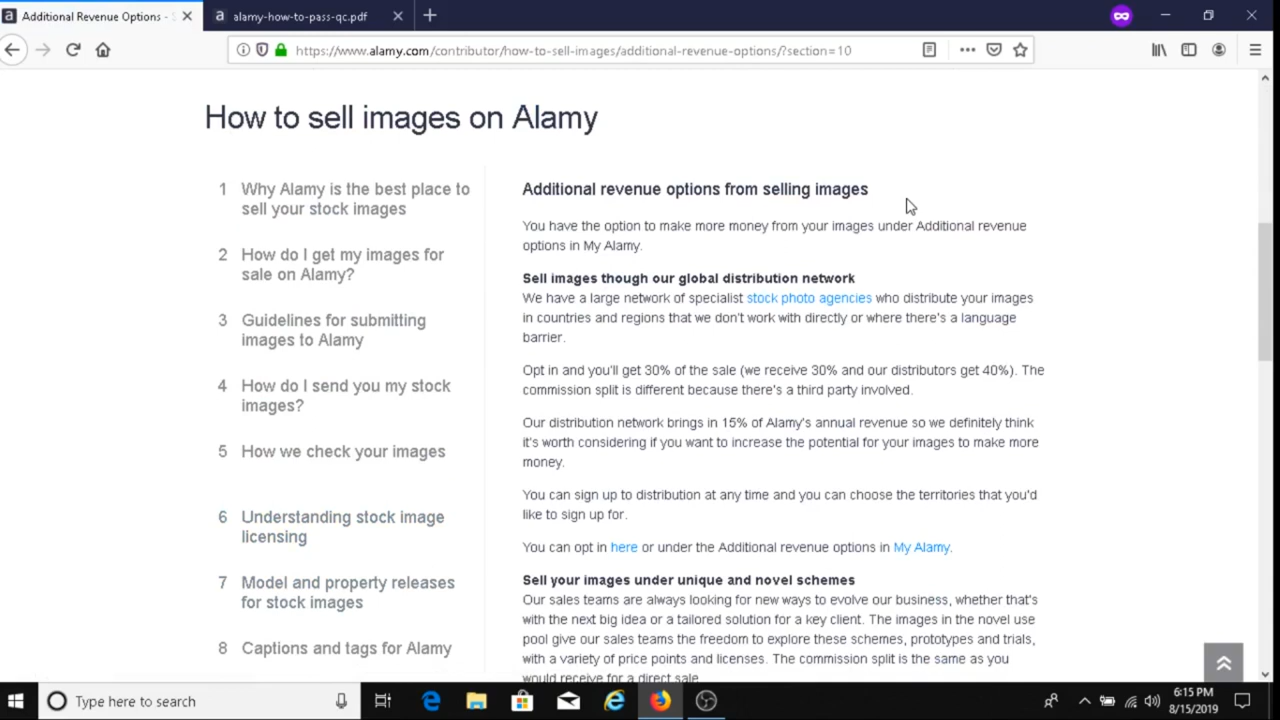 Additional Revenue Options - S
alamy-how-to-pass-qc.pdf
https://www.alamy.com/contributor/how-to-sell-images/additional-revenue-options/?section=10
How to sell images on Alamy
1 Why Alamy is the best place to
sell your stock images
2 How do I get my images for
sale on Alamy?
3 Guidelines for submitting
images to Alamy
4 How do I send you my stock
images?
5 How we check your images
6 Understanding stock image
licensing
7 Model and property releases
for stock images
8 Captions and tags for Alamy
Additional revenue options from selling images
You have the option to make more money from your images under Additional revenue
options in My Alamy.
Sell images though our global distribution network
We have a large network of specialist stock photo agencies who distribute your images
in countries and regions that we don't work with directly or where there's a language
barrier.
Opt in and you'll get 30% of the sale (we receive 30% and our distributors get 40%). The
commission split is different because there's a third party involved.
Our distribution network brings in 15% of Alamy's annual revenue so we definitely think
it's worth considering if you want to increase the potential for your images to make more
money.
You can sign up to distribution at any time and you can choose the territories that you'd
like to sign up for.
You can opt in here or under the Additional revenue options in My Alamy.
Sell your images under unique and novel schemes
Our sales teams are always looking for new ways to evolve our business, whether that's
with the next big idea or a tailored solution for a key client. The images in the novel use
pool give our sales teams the freedom to explore these schemes, prototypes and trials,
with a variety of price points and licenses. The commission split is the same as you
would receive for a direct sale.
Type here to search
6:15 PM
8/15/2019